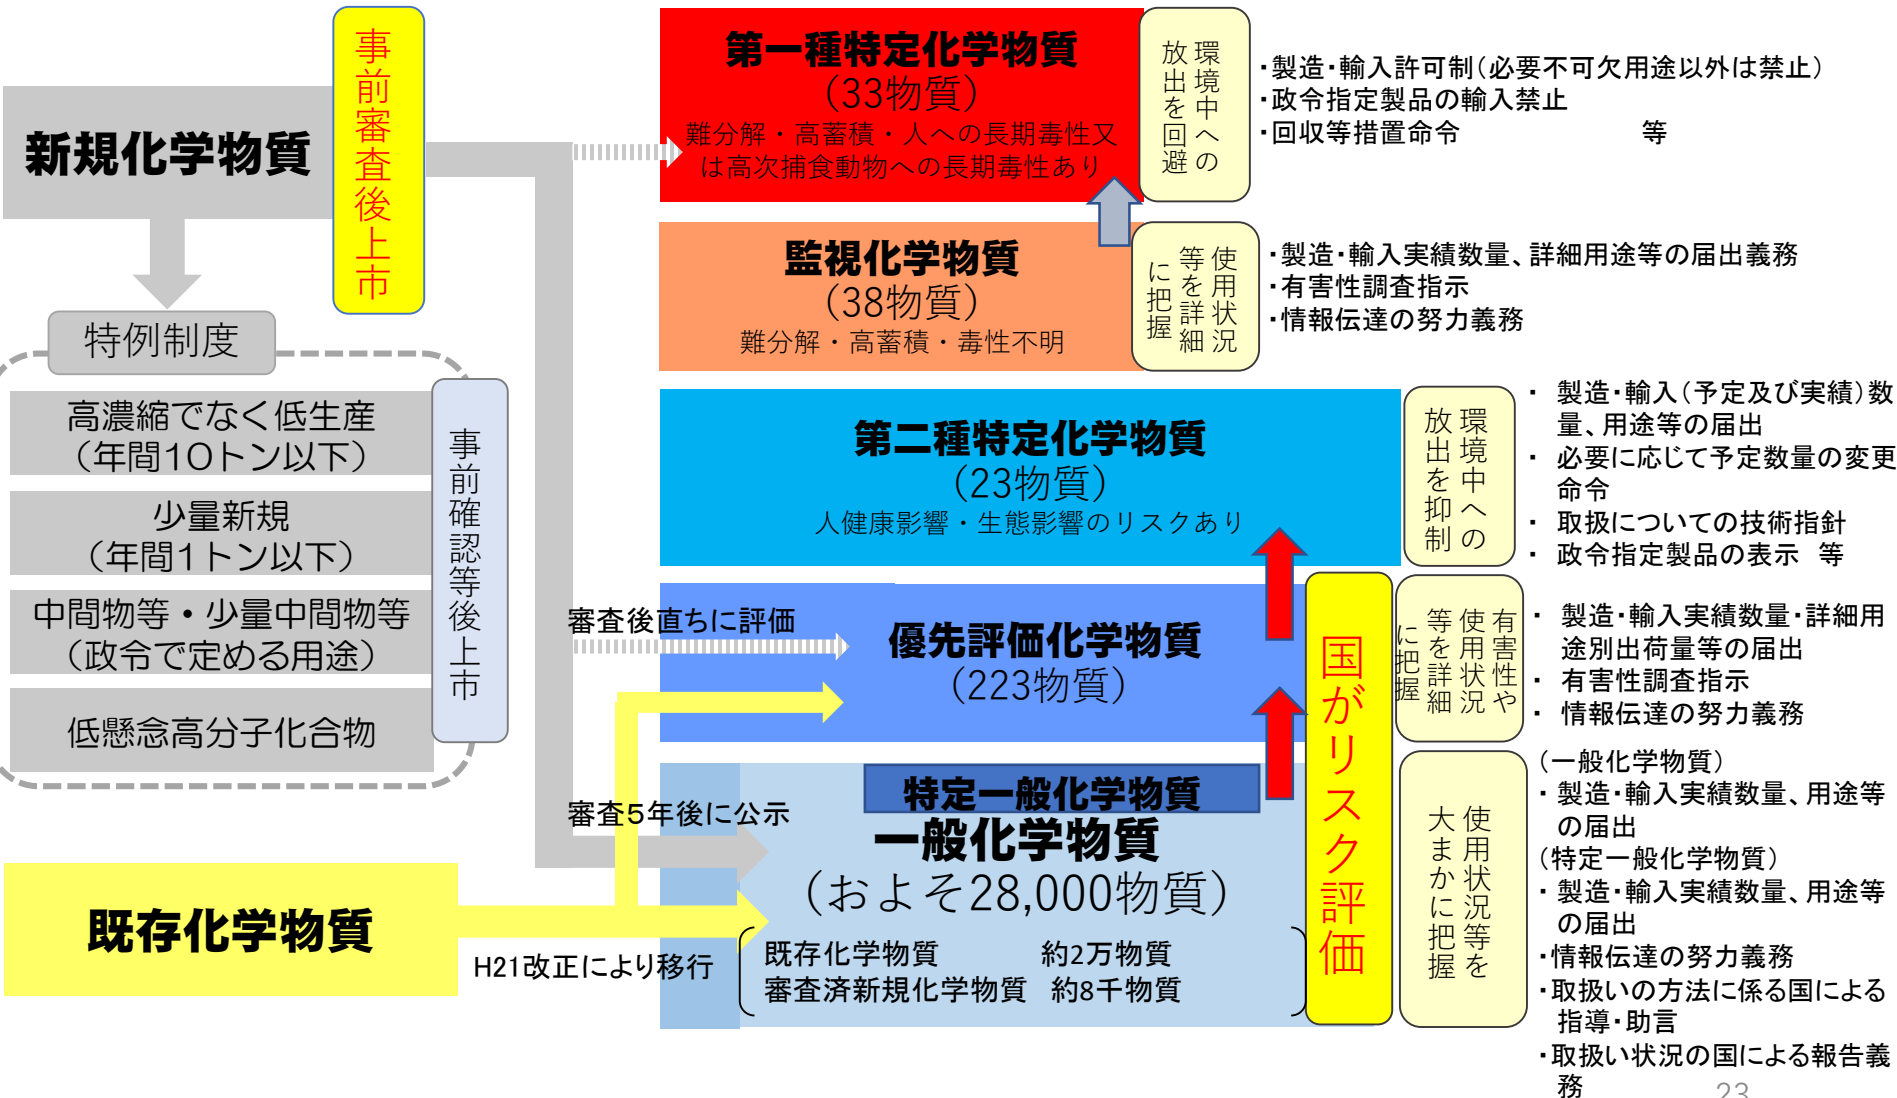 新規化学物質
事前審査後上市
特例制度
高濃縮でなく低生産
（年間10トン以下）
少量新規
（年間1トン以下）
中間物等・少量中間物等
（政令で定める用途）
低懸念高分子化合物
事前確認等後上市
既存化学物質
審査後直ちに評価
審査5年後に公示
H21改正により移行
第一種特定化学物質
（33物質）
難分解・高蓄積・人への長期毒性又
は高次捕食動物への長期毒性あり
環境中への
放出を回避
・製造・輸入許可制（必要不可欠用途以外は禁止）
・政令指定製品の輸入禁止
・回収等措置命令　　　　　　等
監視化学物質
（38物質）
難分解・高蓄積・毒性不明
使用状況
等を詳細
に把握
・製造・輸入実績数量、詳細用途等の届出義務
・有害性調査指示
・情報伝達の努力義務
第二種特定化学物質
（23物質）
人健康影響・生態影響のリスクあり
環境中への
放出を抑制
・ 製造・輸入（予定及び実績）数
量、用途等の届出
・ 必要に応じて予定数量の変更
命令
・ 取扱についての技術指針
・ 政令指定製品の表示　等
優先評価化学物質
（223物質）
国がリスク評価
有害性や
使用状況
等を詳細
に把握
・ 製造・輸入実績数量・詳細用
途別出荷量等の届出
・ 有害性調査指示
・ 情報伝達の努力義務
特定一般化学物質
一般化学物質
（およそ28,000物質）
既存化学物質　　　　約2万物質
審査済新規化学物質　約8千物質
使用状況等を
大まかに把握
（一般化学物質）
・製造・輸入実績数量、用途等
の届出
（特定一般化学物質）
・製造・輸入実績数量、用途等
の届出
・情報伝達の努力義務
・取扱いの方法に係る国による
指導・助言
・取扱い状況の国による報告義
務
23